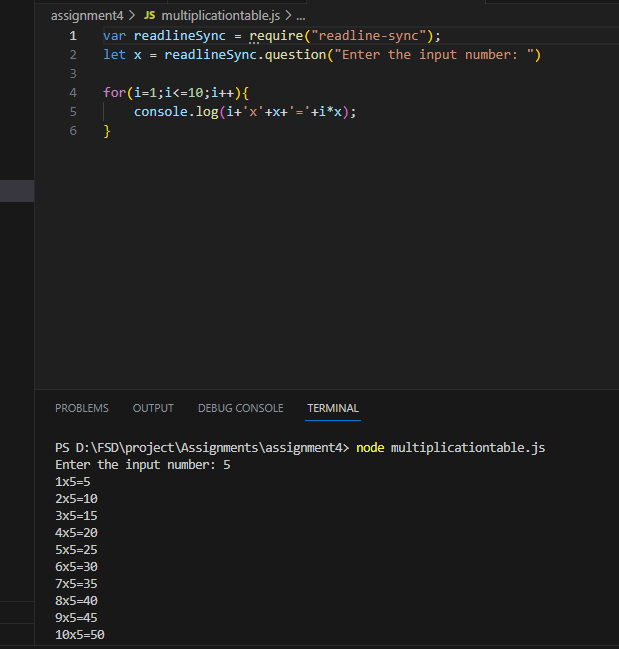 assignment4 > JS multiplicationtable.js > ...
1 var readlineSync = require("readline-sync");
2 let x = readlineSync.question("Enter the input number: ")
3
4 for(i=1;i<=10;i++){
5     console.log(i+'x'+x+'='+i*x);
6 }
PROBLEMS OUTPUT DEBUG CONSOLE TERMINAL
PS D:\FSD\project\Assignments\assignment4> node multiplicationtable.js
Enter the input number: 5
1x5=5
2x5=10
3x5=15
4x5=20
5x5=25
6x5=30
7x5=35
8x5=40
9x5=45
10x5=50